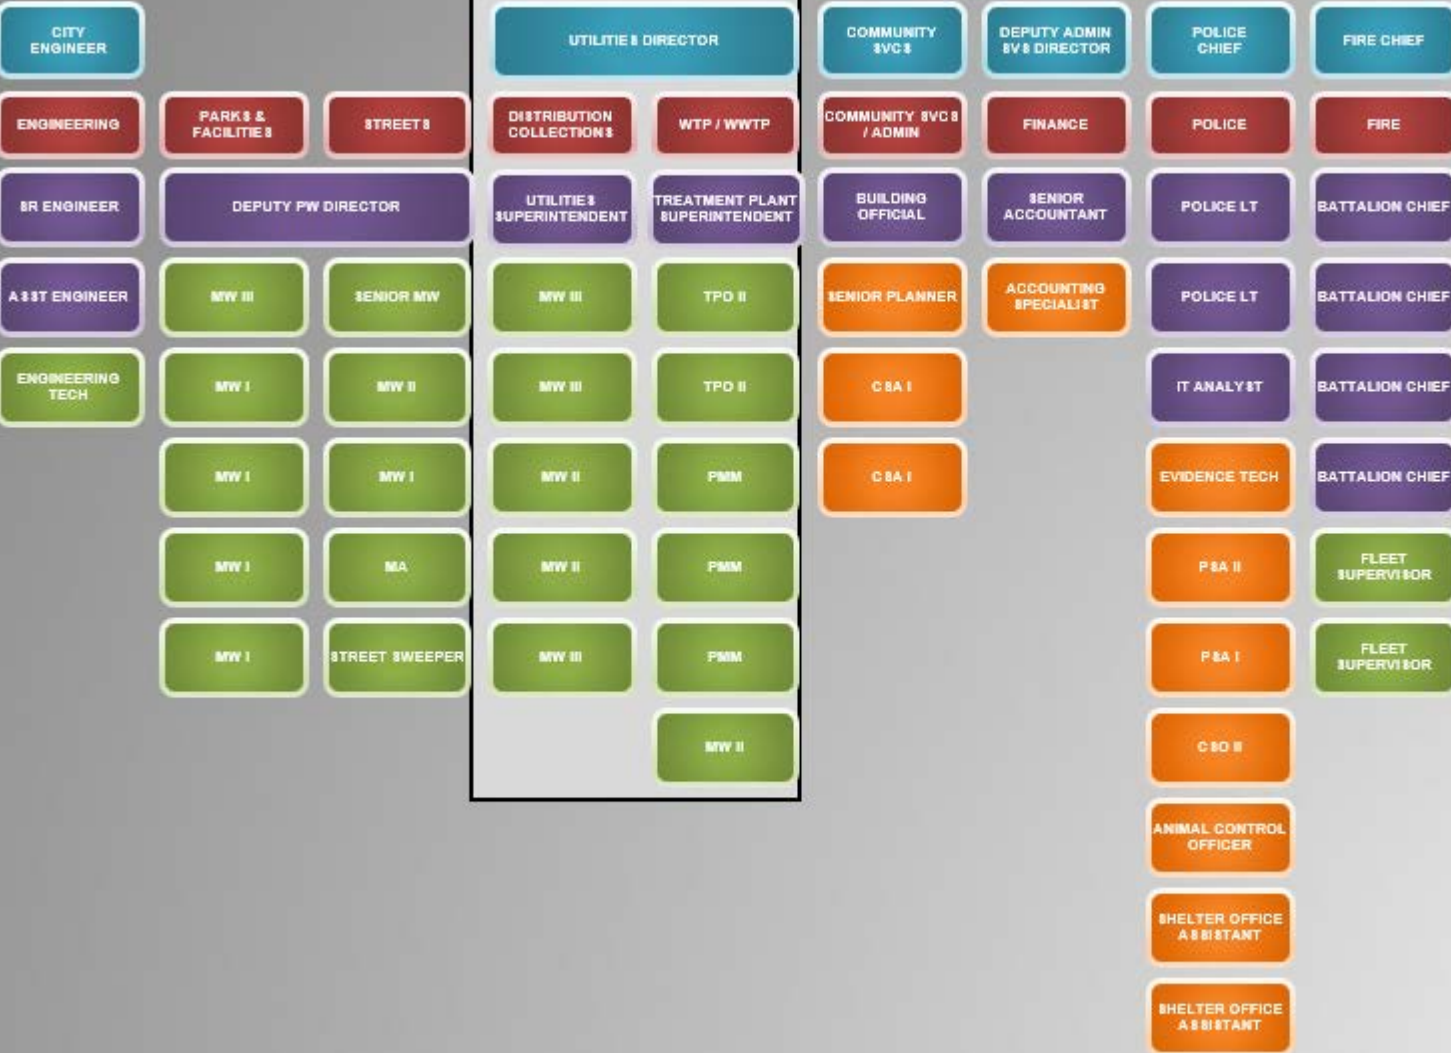 CITY
ENGINEER
UTILITIES DIRECTOR
COMMUNITY
SVCS
DEPUTY ADMIN
SVS DIRECTOR
POLICE
CHIEF
FIRE CHIEF
ENGINEERING
PARKS &
FACILITIES
STREETS
DISTRIBUTION
COLLECTIONS
WTP / WWTP
COMMUNITY SVCS
/ ADMIN
FINANCE
POLICE
FIRE
SR ENGINEER
DEPUTY PW DIRECTOR
UTILITIES
SUPERINTENDENT
TREATMENT PLANT
SUPERINTENDENT
BUILDING
OFFICIAL
SENIOR
ACCOUNTANT
POLICE LT
BATTALION CHIEF
ASST ENGINEER
MW III
SENIOR MW
MW III
TPO II
SENIOR PLANNER
ACCOUNTING
SPECIALIST
POLICE LT
BATTALION CHIEF
ENGINEERING
TECH
MW I
MW II
MW III
TPO II
CSA I
IT ANALYST
BATTALION CHIEF
MW I
MW I
MW II
PMM
CSA I
EVIDENCE TECH
BATTALION CHIEF
MW I
MA
MW II
PMM
PSA II
FLEET
SUPERVISOR
MW I
STREET SWEEPER
MW III
PMM
PSA I
FLEET
SUPERVISOR
MW II
CSO II
ANIMAL CONTROL
OFFICER
SHELTER OFFICE
ASSISTANT
SHELTER OFFICE
ASSISTANT